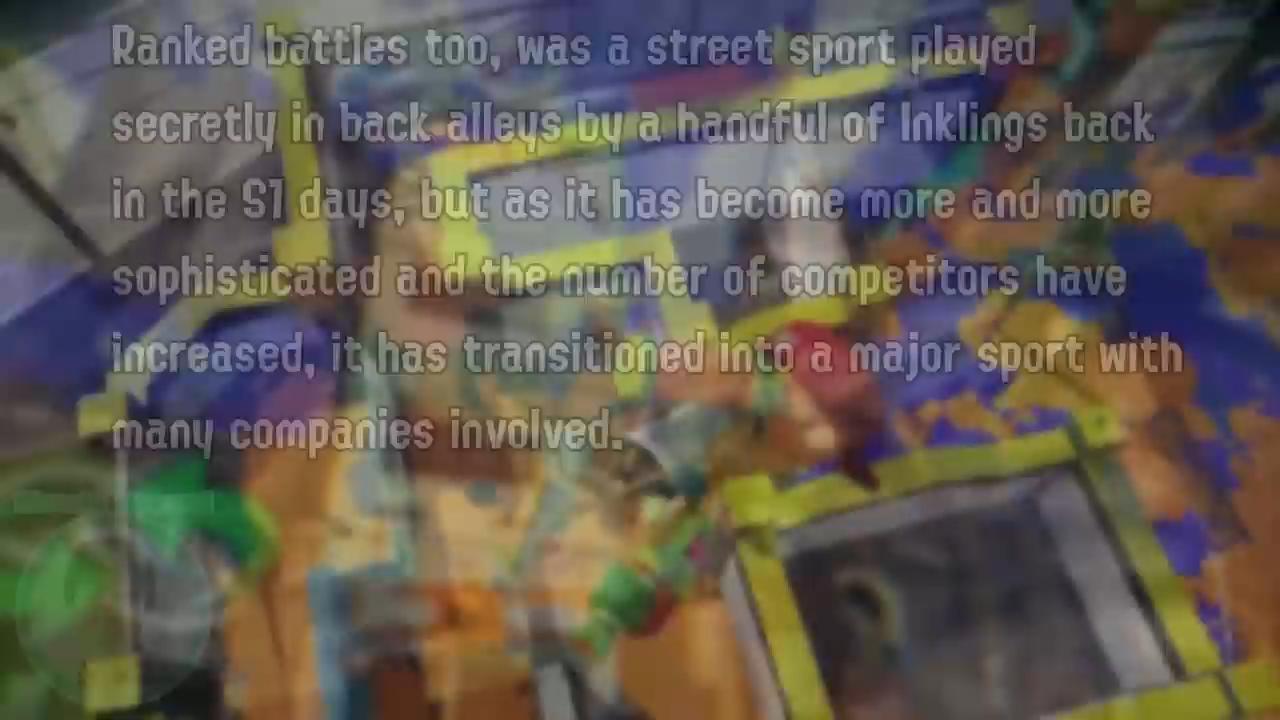 Ranked battles too, was a street sport played
secretly in back alleys by a handful of Inklings back
in the S1 days, but as it has become more and more
sophisticated and the number of competitors have
increased, it has transitioned into a major sport with
many companies involved.